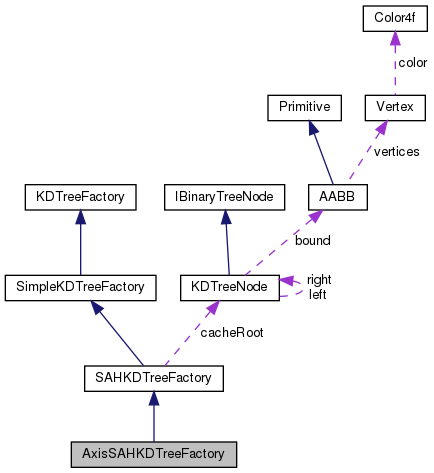 Color4f
color
Primitive
Vertex
vertices
KDTreeFactory
IBinaryTreeNode
AABB
bound
SimpleKDTreeFactory
KDTreeNode
right
left
cacheRoot
SAHKDTreeFactory
AxisSAHKDTreeFactory